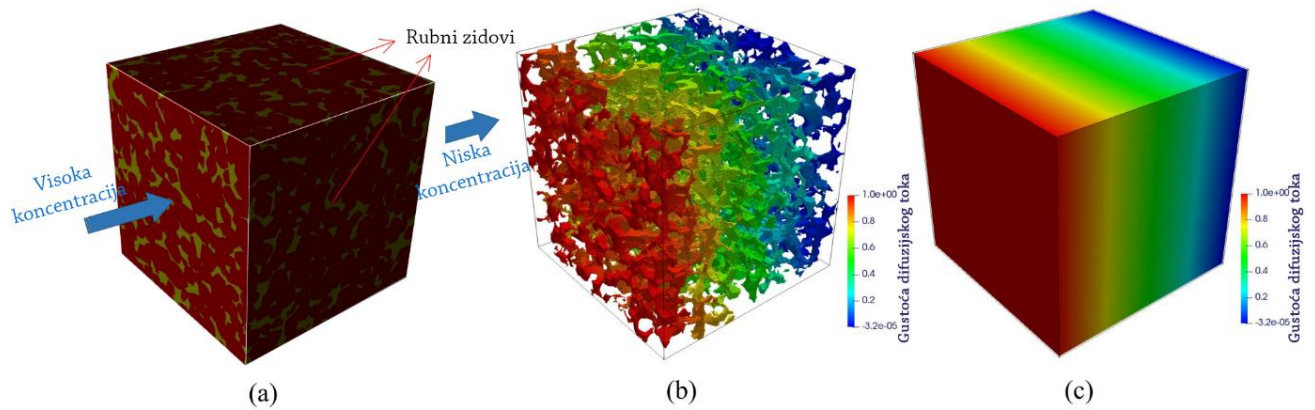 Rubni zidovi
Visoka
koncentracija
Niska
koncentracija
1.0e+00
0.8
0.6
0.4
0.2
-3.2e-05
Gustoća difuzijskog toka
1.0e+00
0.8
0.6
0.4
0.2
-3.2e-05
Gustoća difuzijskog toka
(a)
(b)
(c)